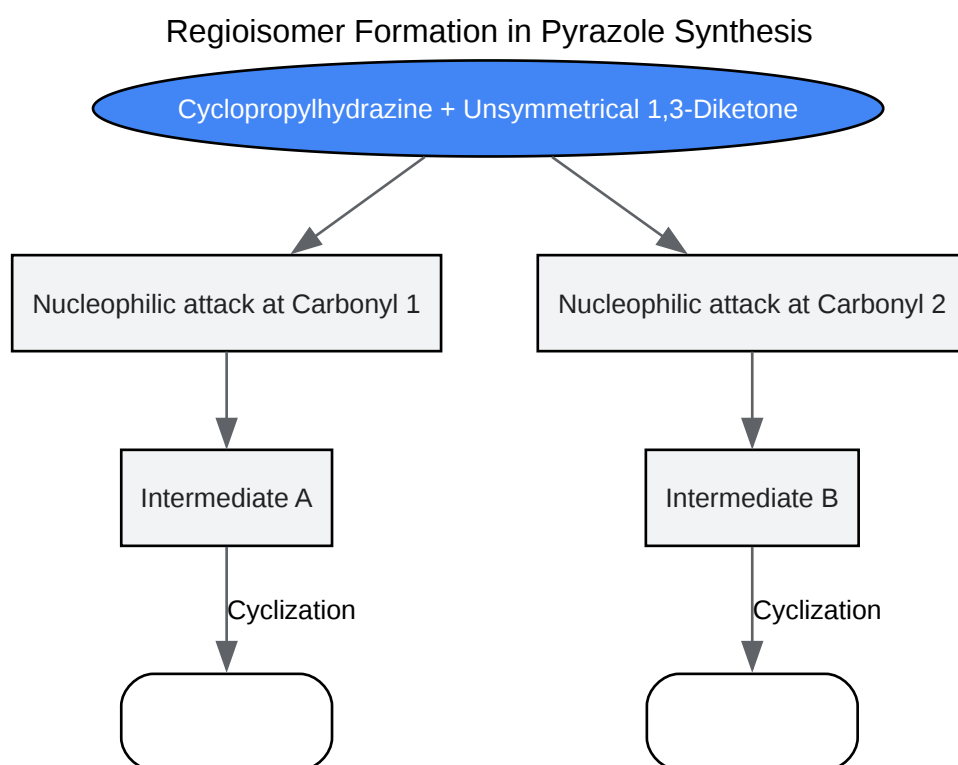 Regioisomer Formation in Pyrazole Synthesis
Cyclopropylhydrazine + Unsymmetrical 1,3-Diketone
Nucleophilic attack at Carbonyl 1
Nucleophilic attack at Carbonyl 2
Intermediate A
Intermediate B
Cyclization
Cyclization